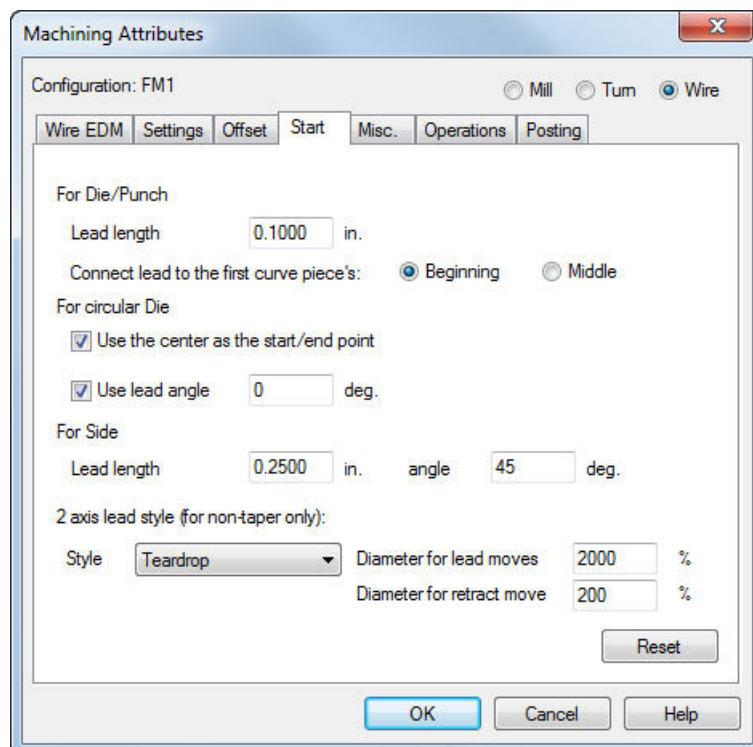 Machining Attributes
Configuration: FM1 Mill Turn Wire
Wire EDM Settings Offset Start Misc. Operations Posting
For Die/Punch
Lead length 0.1000 in.
Connect lead to the first curve piece's: Beginning Middle
For circular Die
Use the center as the start/end point
Use lead angle 0 deg.
For Side
Lead length 0.2500 in. angle 45 deg.
2 axis lead style (for non-taper only):
Style Teardrop Diameter for lead moves 2000 %
Diameter for retract move 200 %
Reset
OK Cancel Help